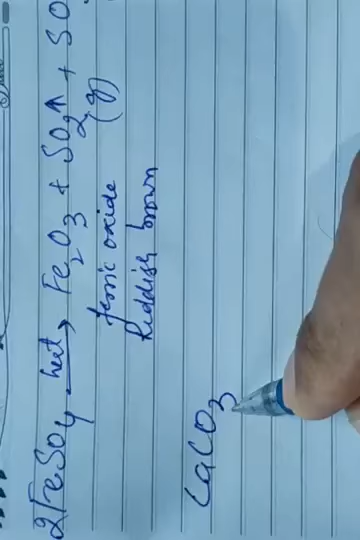 2FeSO4 heat→ Fe2O3 + SO2↑ + SO
(g)
ferric oxide
Reddish brown
CaCO3